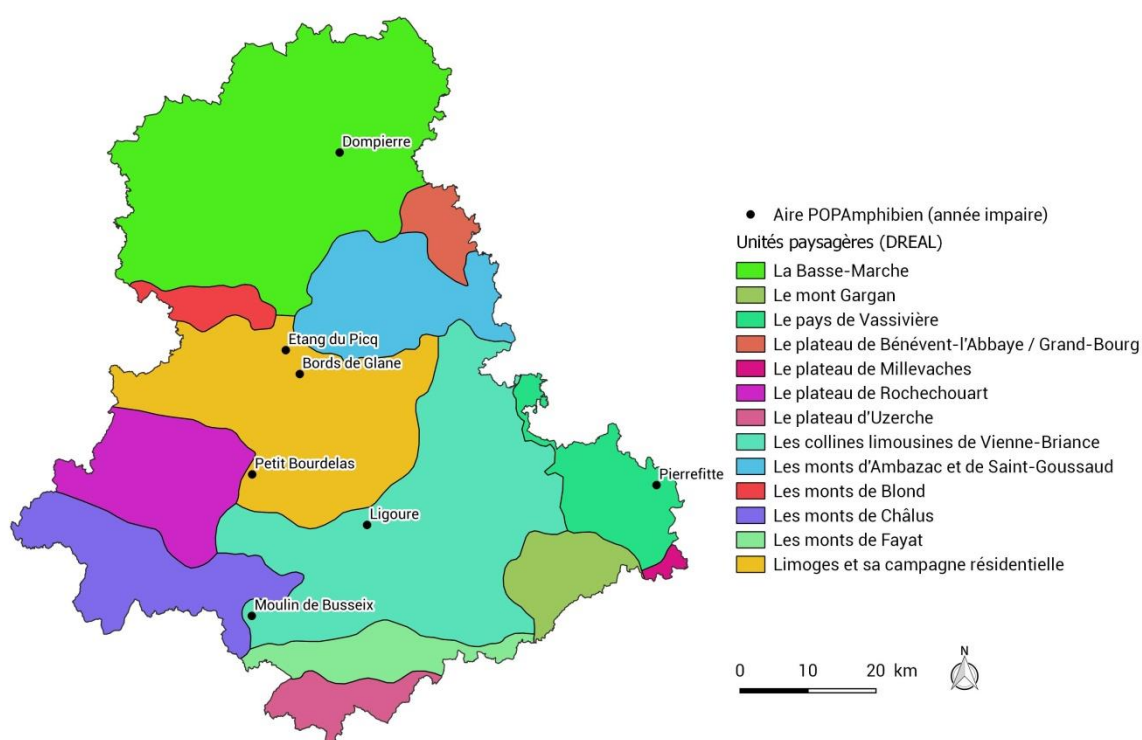 Dompierre
Etang du Picq
Bords de Glane
Petit Bourdelas
Pierrefitte
Ligoure
Moulin de Busseix
Aire POPAmphibien (année impaire)
Unités paysagères (DREAL)
La Basse-Marche
Le mont Gargan
Le pays de Vassivière
Le plateau de Bénévent-l'Abbaye / Grand-Bourg
Le plateau de Millevaches
Le plateau de Rochechouart
Le plateau d'Uzerche
Les collines limousines de Vienne-Briance
Les monts d'Ambazac et de Saint-Goussaud
Les monts de Blond
Les monts de Châlus
Les monts de Fayat
Limoges et sa campagne résidentielle
0 10 20 km
N